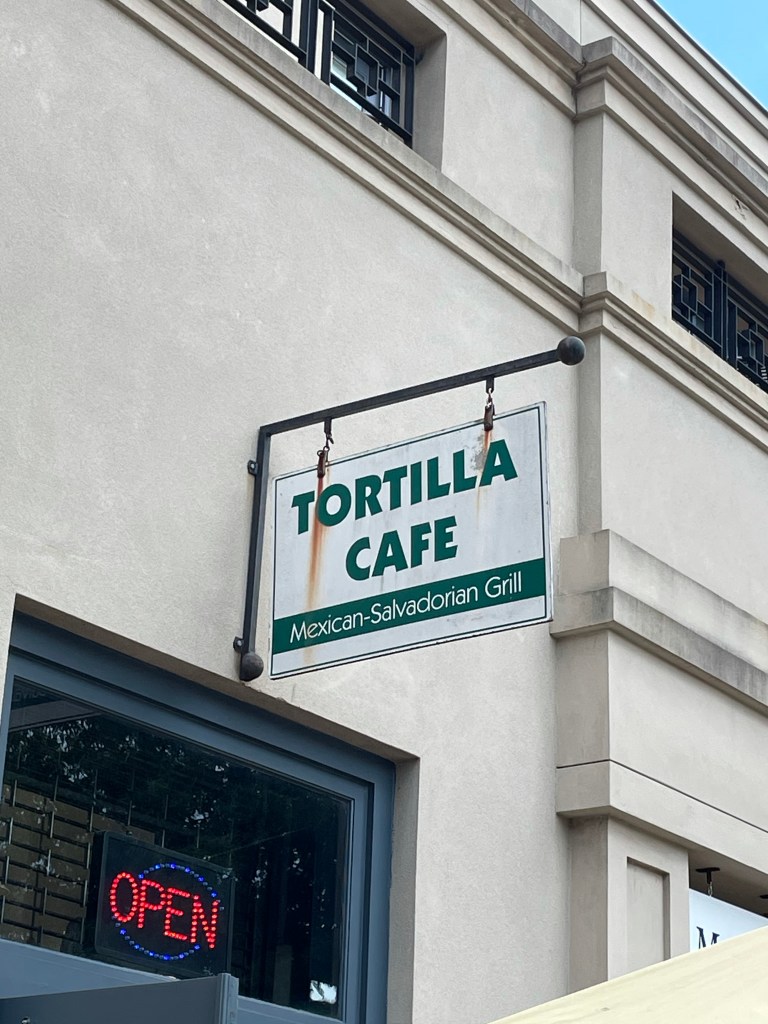 TORTILLA
CAFE
Mexican-Salvadorian Grill
OPEN